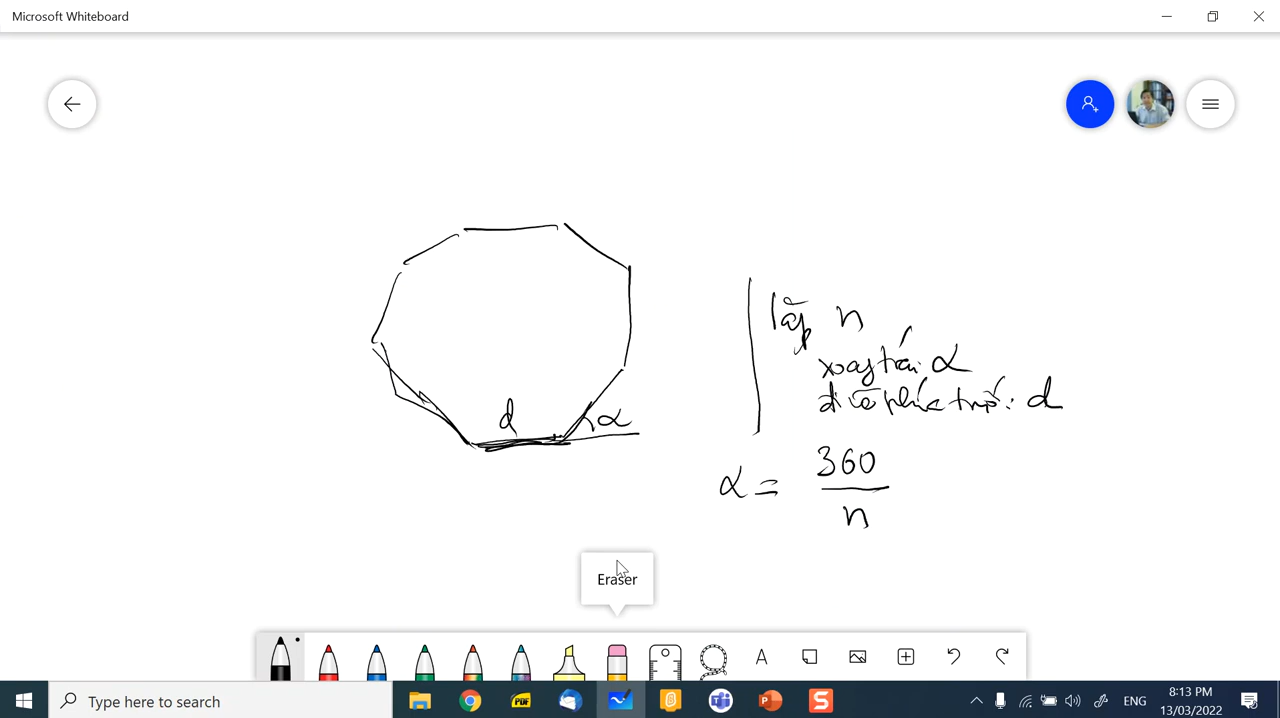 Microsoft Whiteboard
lặp n
xoay trái α
đi về phía trước: d
d
α
α = 360
n
Eraser
A
Type here to search
PDF
ENG
8:13 PM
13/03/2022